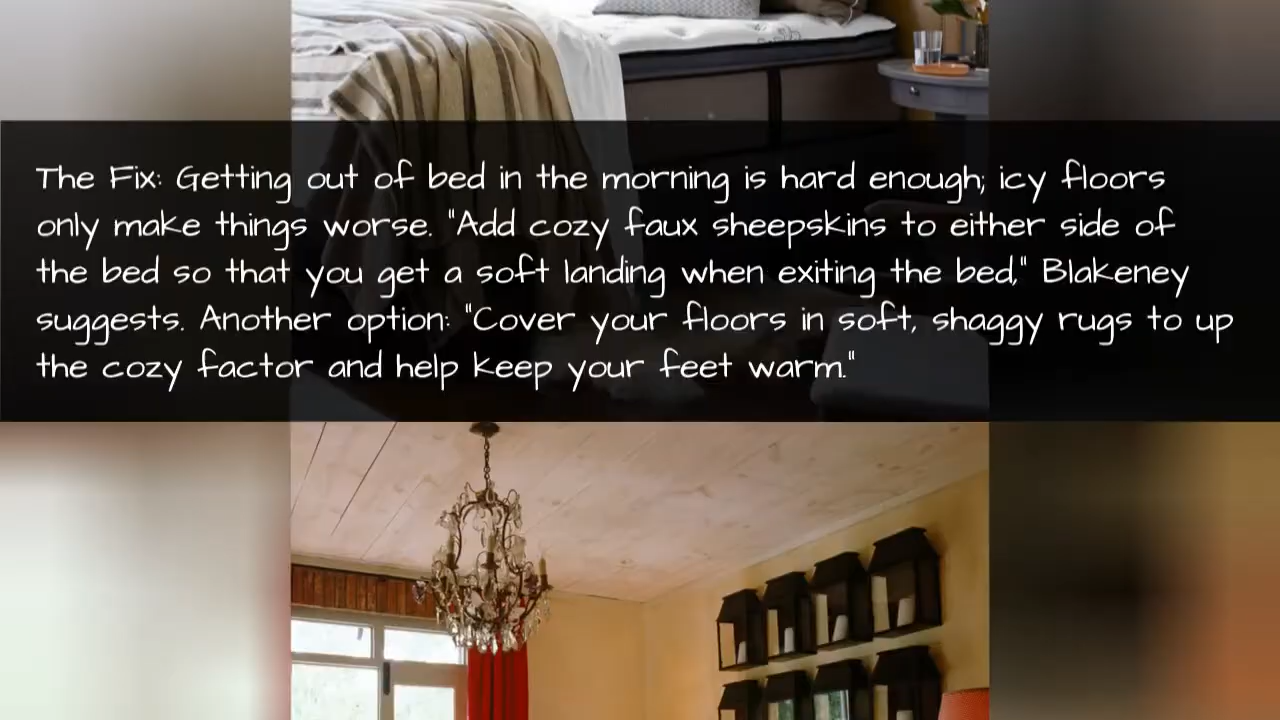 The Fix: Getting out of bed in the morning is hard enough; icy floors
only make things worse. "Add cozy faux sheepskins to either side of
the bed so that you get a soft landing when exiting the bed," Blakeney
suggests. Another option: "Cover your floors in soft, shaggy rugs to up
the cozy factor and help keep your feet warm."